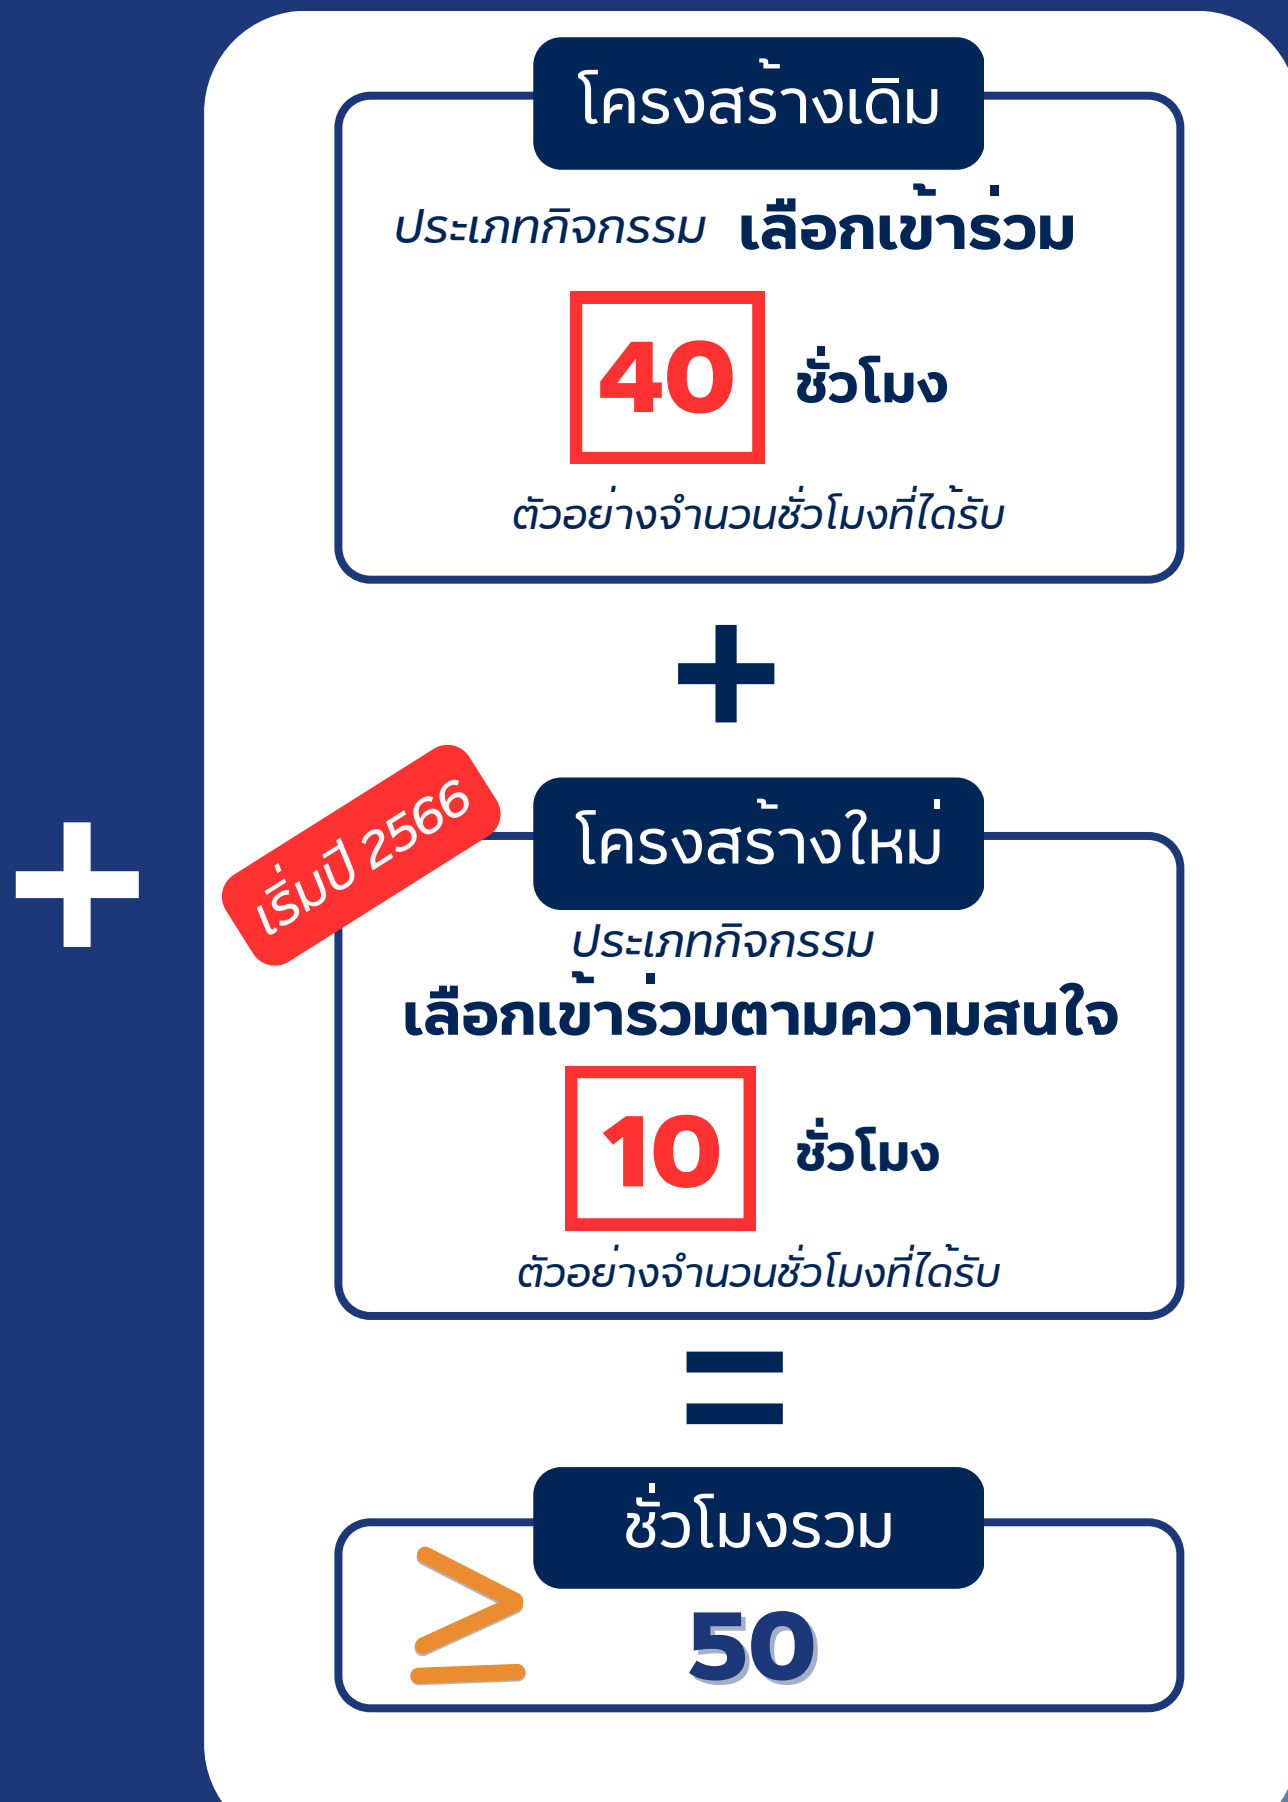 โครงสร้างเดิม
ประเภทกิจกรรม เลือกเข้าร่วม
40 ชั่วโมง
ตัวอย่างจำนวนชั่วโมงที่ได้รับ
+
+
เริ่มปี 2566
โครงสร้างใหม่
ประเภทกิจกรรม
เลือกเข้าร่วมตามความสนใจ
10 ชั่วโมง
ตัวอย่างจำนวนชั่วโมงที่ได้รับ
=
ชั่วโมงรวม
≥ 50